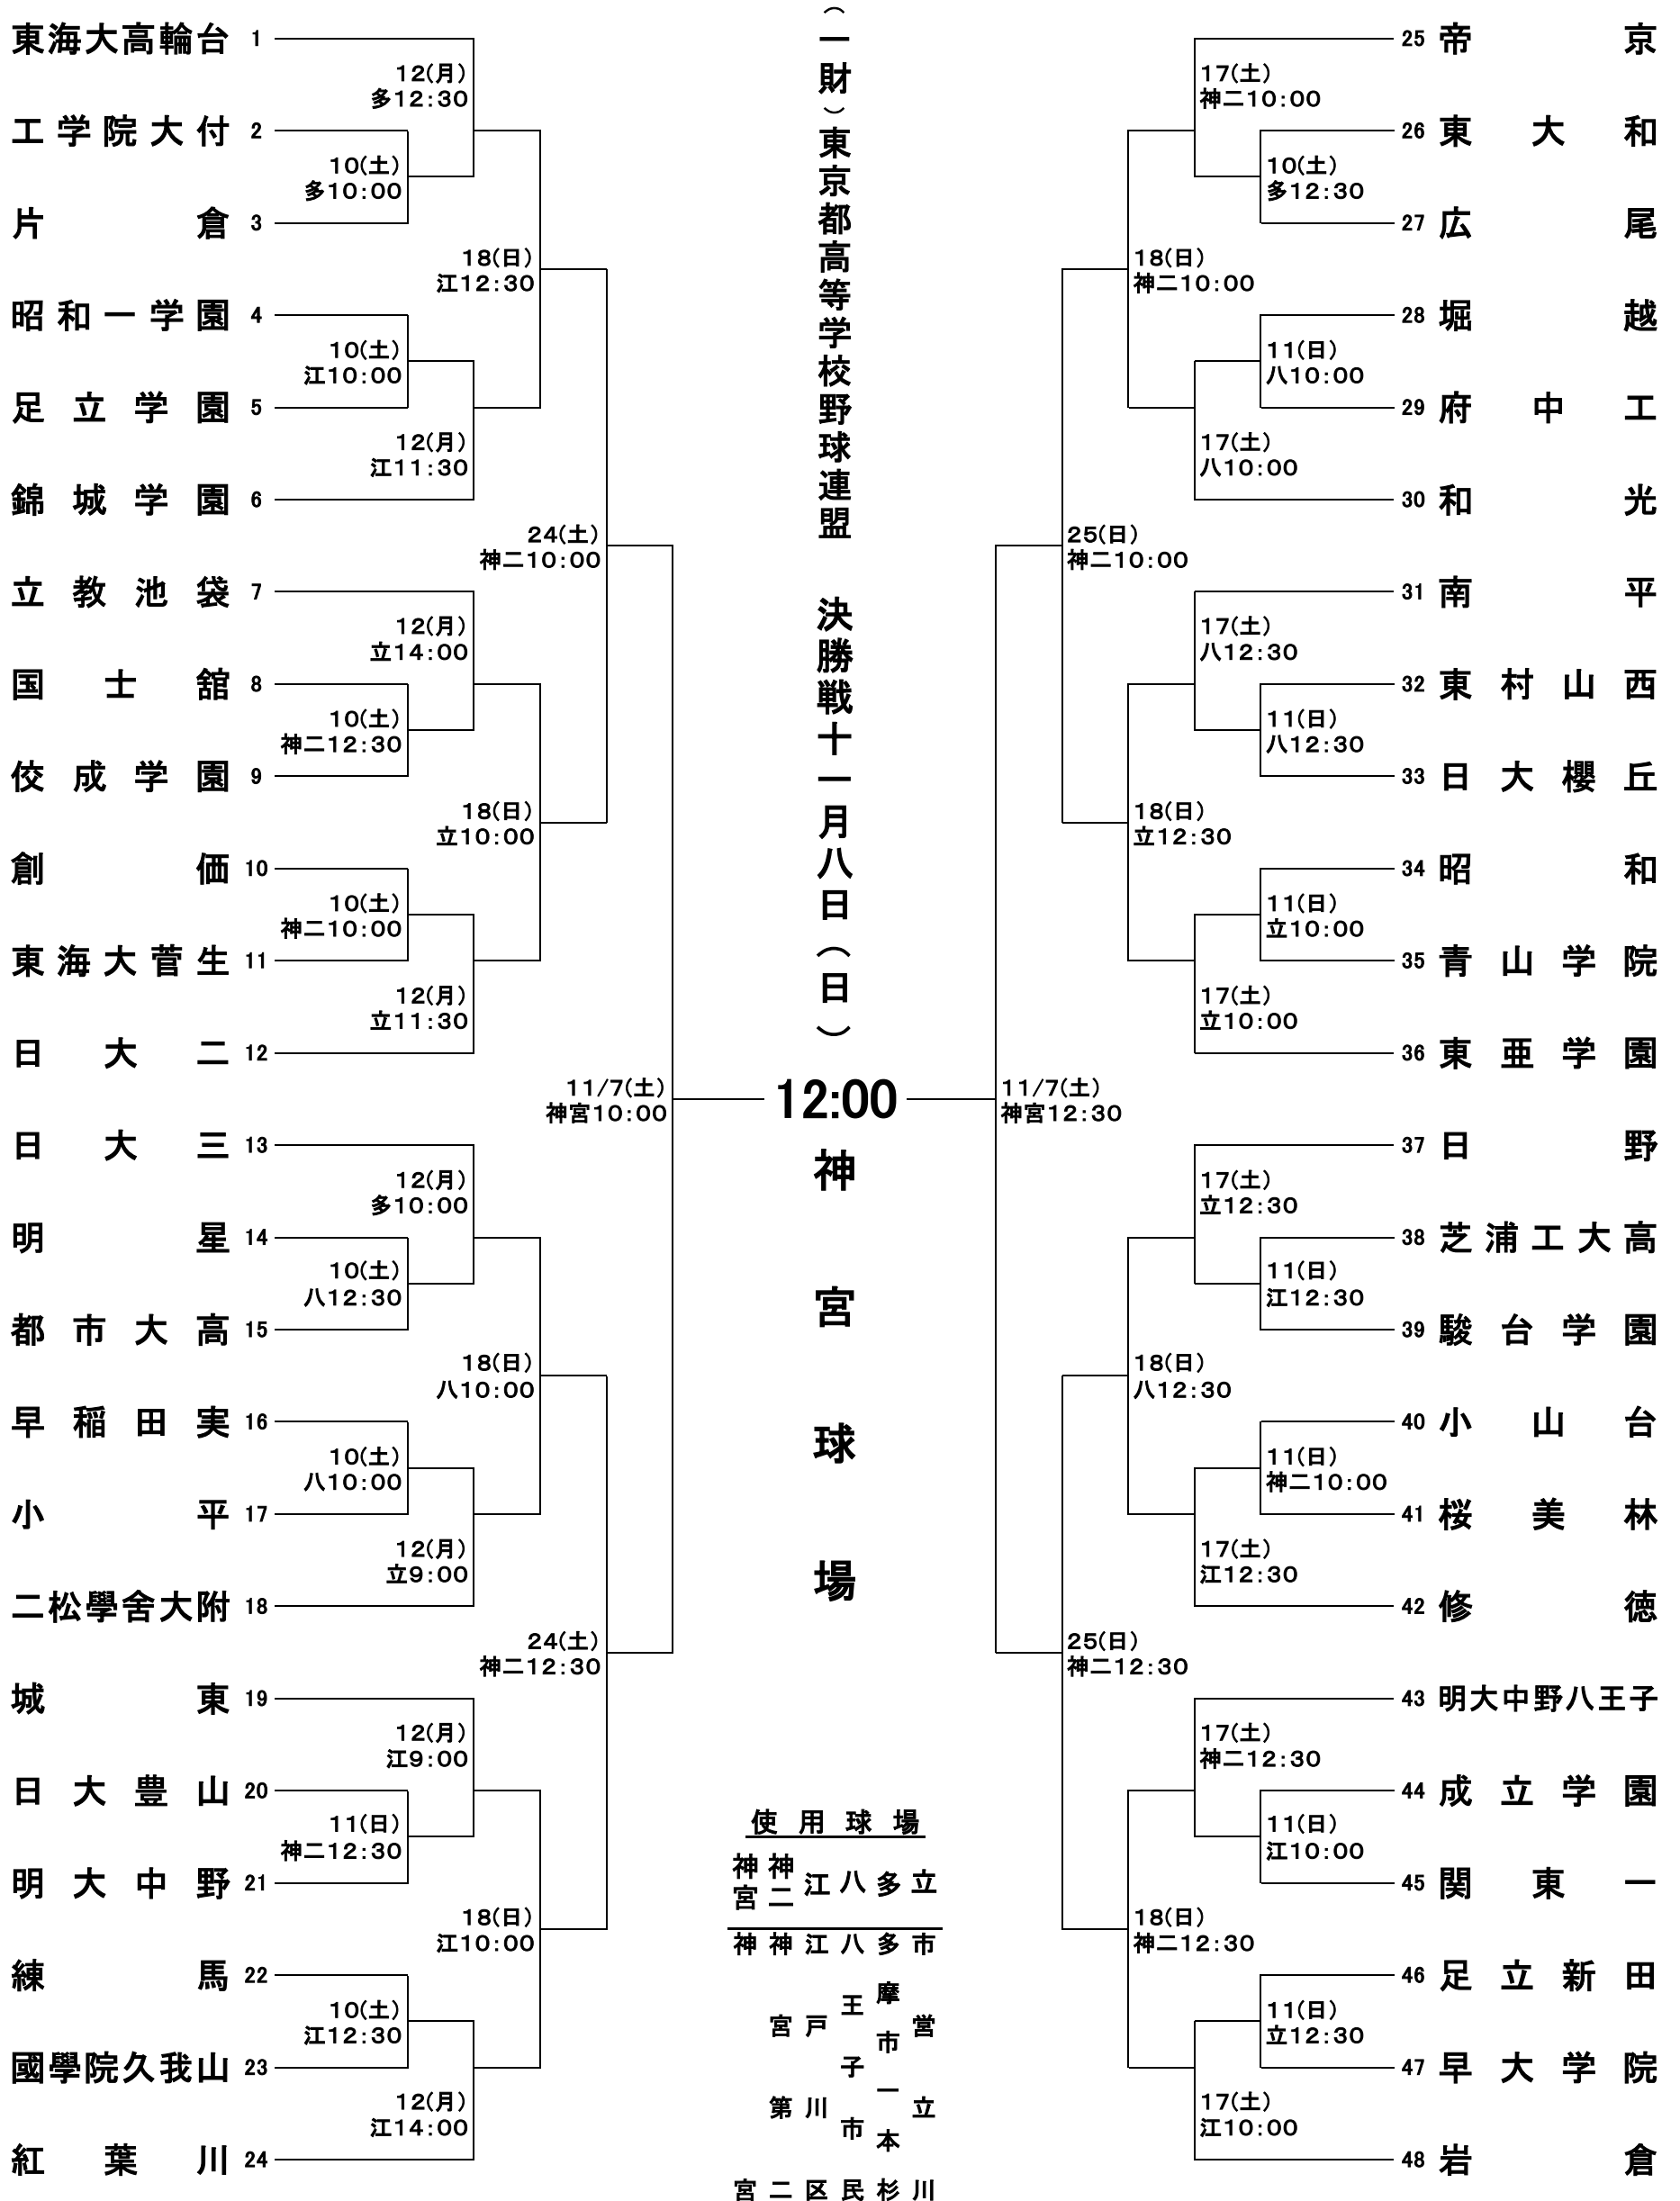 東海大高輪台 1
12(月)
多12:30
工学院大付 2
10(土)
多10:00
片倉 3
18(日)
江12:30
昭和一学園 4
10(土)
江10:00
足立学園 5
12(月)
江11:30
錦城学園 6
24(土)
神二10:00
立教池袋 7
12(月)
立14:00
国士舘 8
10(土)
神二12:30
佼成学園 9
18(日)
立10:00
創価 10
10(土)
神二10:00
東海大菅生 11
12(月)
立11:30
日大二 12
11/7(土)
神宮10:00
日大三 13
12(月)
多10:00
明星 14
10(土)
八12:30
都市大高 15
18(日)
八10:00
早稲田実 16
10(土)
八10:00
小平 17
12(月)
立9:00
二松學舍大附 18
24(土)
神二12:30
城東 19
12(月)
江9:00
日大豊山 20
11(日)
神二12:30
明大中野 21
18(日)
江10:00
練馬 22
10(土)
江12:30
國學院久我山 23
12(月)
江14:00
紅葉川 24
(一財)東京都高等学校野球連盟 決勝戦十一月八日(日)
12:00
神宮球場
使用球場
立 市営立川
多 多摩市一本杉
八 八王子市民
江 江戸川区
神二 神宮第二
神宮 神宮
25 帝京
17(土)
神二10:00
26 東大和
10(土)
多12:30
27 広尾
18(日)
神二10:00
28 堀越
11(日)
八10:00
29 府中工
17(土)
八10:00
30 和光
25(日)
神二10:00
31 南平
17(土)
八12:30
32 東村山西
11(日)
八12:30
33 日大櫻丘
18(日)
立12:30
34 昭和
11(日)
立10:00
35 青山学院
17(土)
立10:00
36 東亜学園
11/7(土)
神宮12:30
37 日野
17(土)
立12:30
38 芝浦工大高
11(日)
江12:30
39 駿台学園
18(日)
八12:30
40 小山台
11(日)
神二10:00
41 桜美林
17(土)
江12:30
42 修徳
25(日)
神二12:30
43 明大中野八王子
17(土)
神二12:30
44 成立学園
11(日)
江10:00
45 関東一
18(日)
神二12:30
46 足立新田
11(日)
立12:30
47 早大学院
17(土)
江10:00
48 岩倉